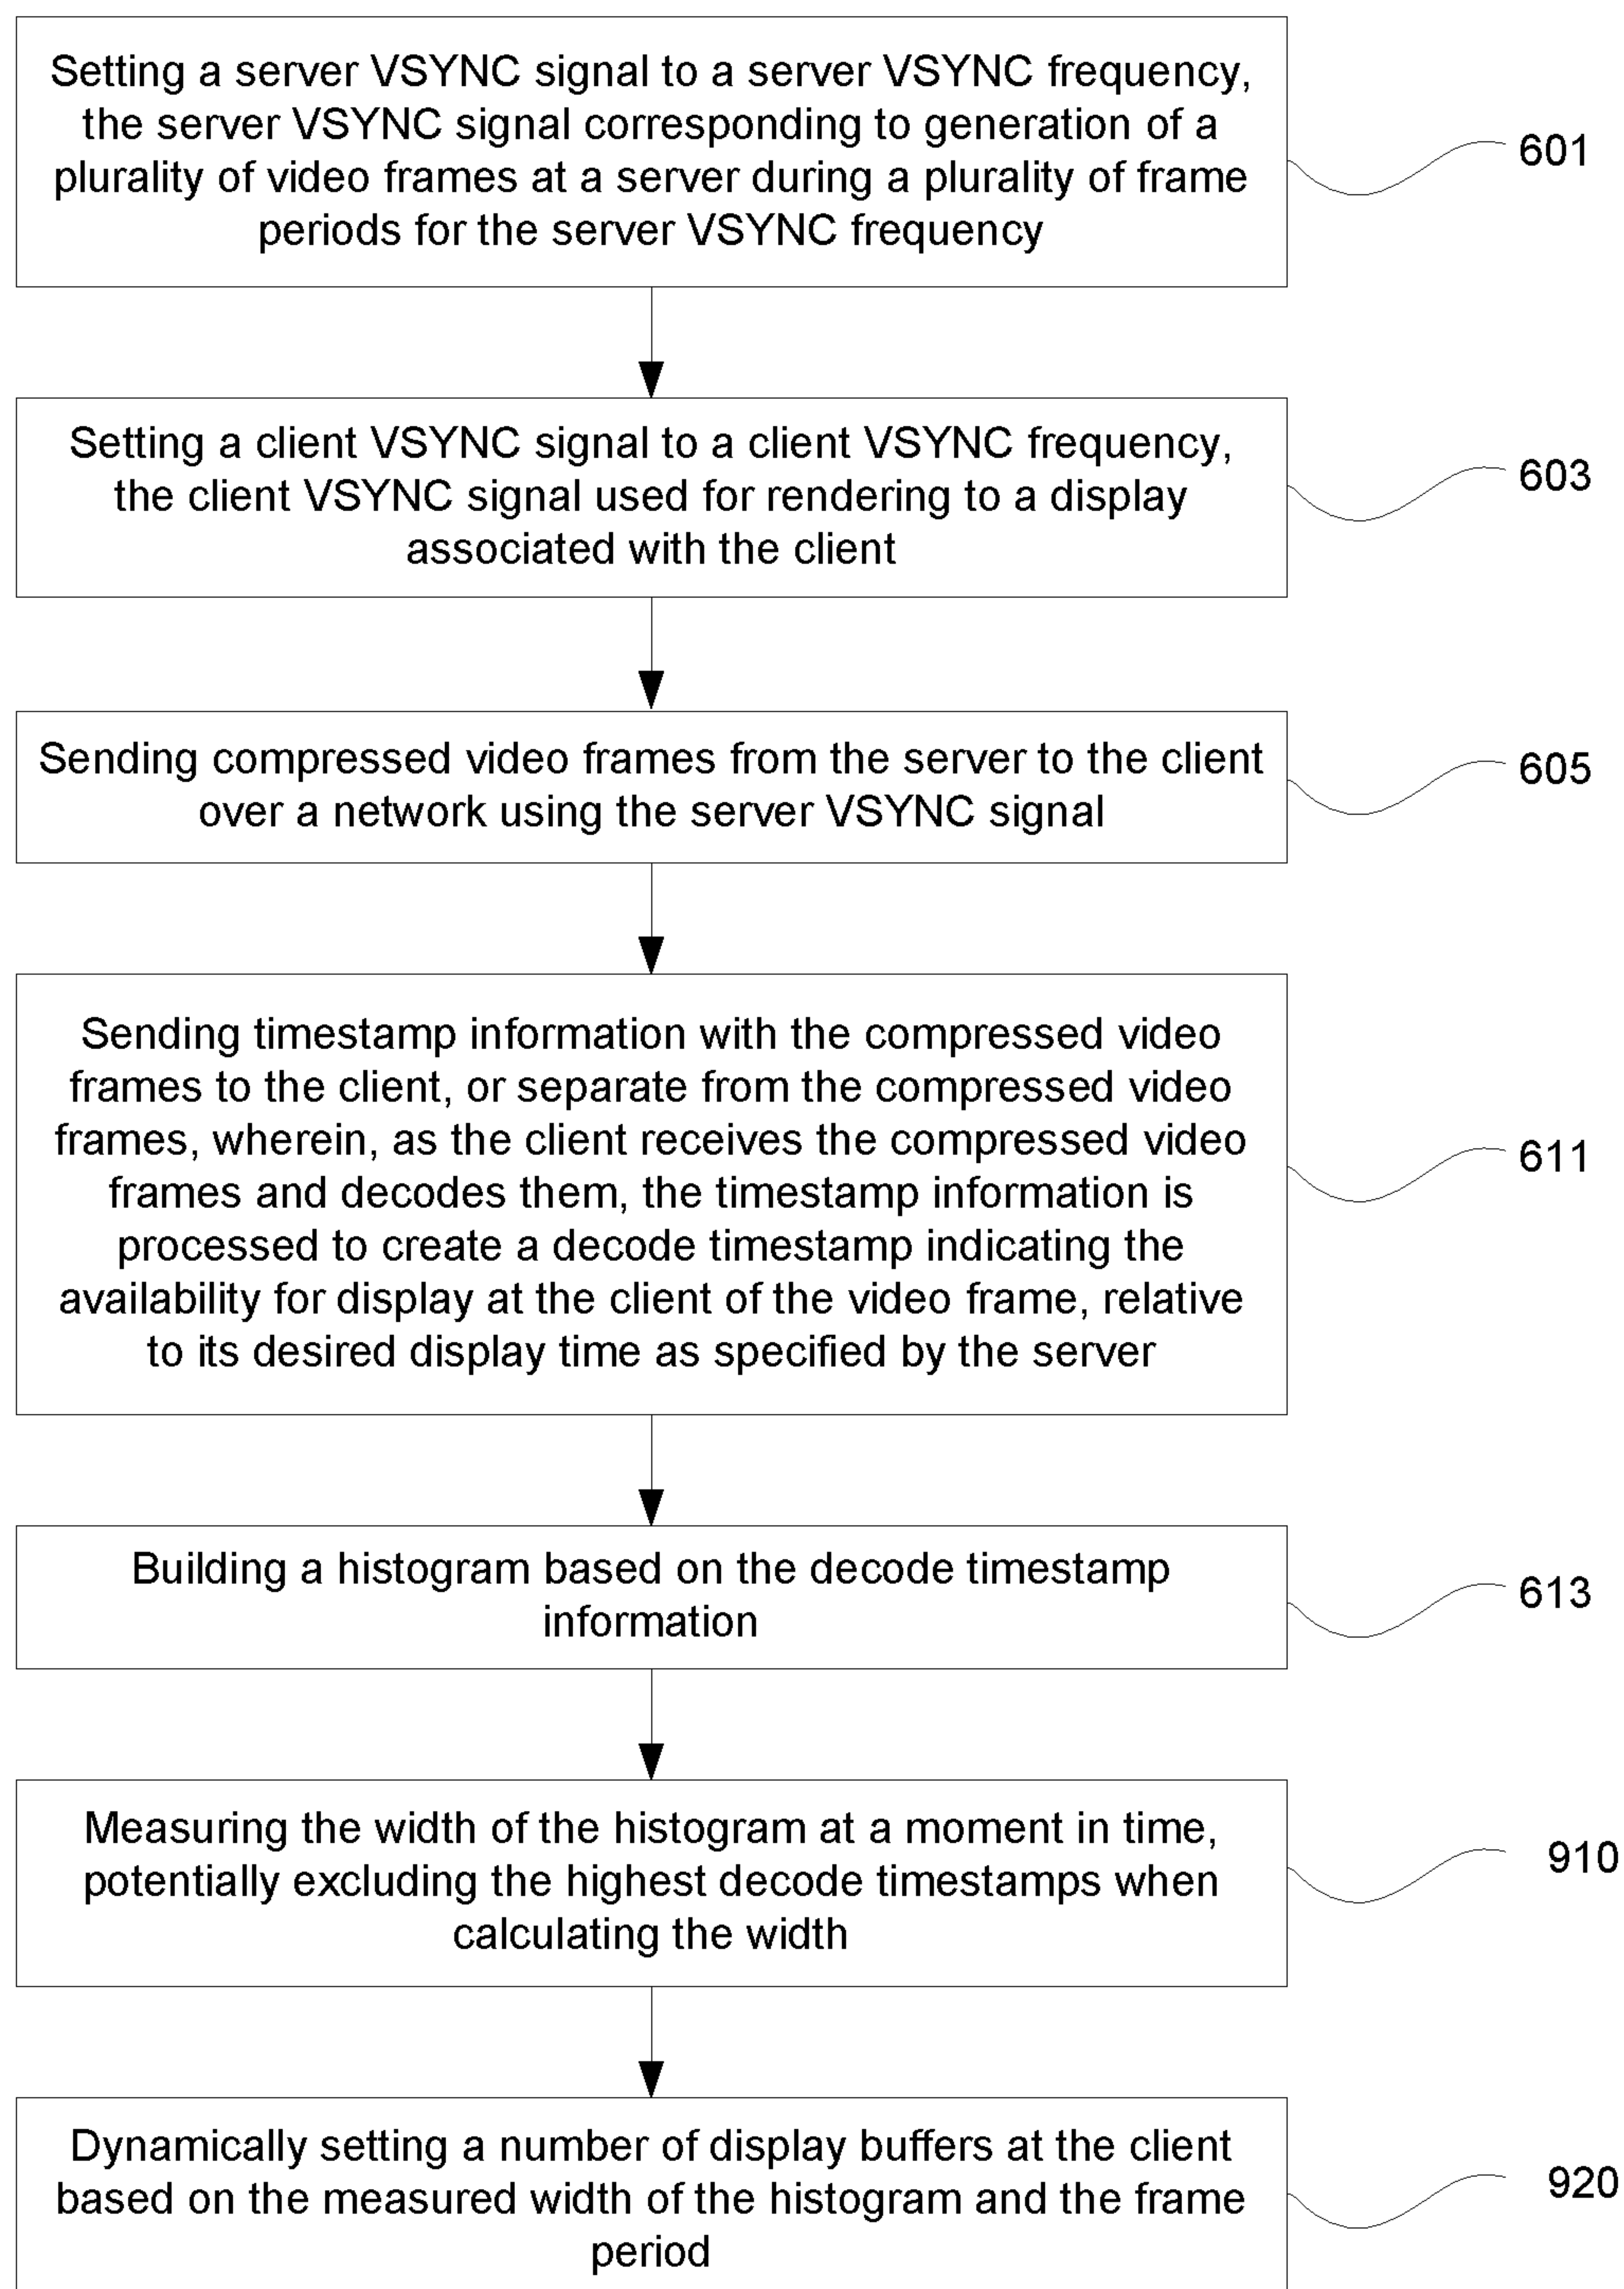 Setting a server VSYNC signal to a server VSYNC frequency,
the server VSYNC signal corresponding to generation of a
plurality of video frames at a server during a plurality of frame
periods for the server VSYNC frequency
601
Setting a client VSYNC signal to a client VSYNC frequency,
the client VSYNC signal used for rendering to a display
associated with the client
603
Sending compressed video frames from the server to the client
over a network using the server VSYNC signal
605
Sending timestamp information with the compressed video
frames to the client, or separate from the compressed video
frames, wherein, as the client receives the compressed video
frames and decodes them, the timestamp information is
processed to create a decode timestamp indicating the
availability for display at the client of the video frame, relative
to its desired display time as specified by the server
611
Building a histogram based on the decode timestamp
information
613
Measuring the width of the histogram at a moment in time,
potentially excluding the highest decode timestamps when
calculating the width
910
Dynamically setting a number of display buffers at the client
based on the measured width of the histogram and the frame
period
920